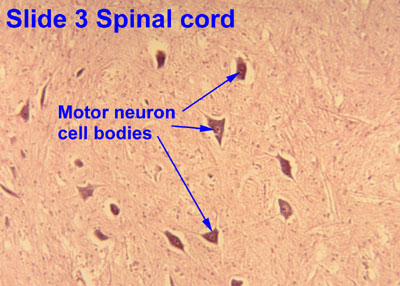 Slide 3 Spinal cord
Motor neuron
cell bodies